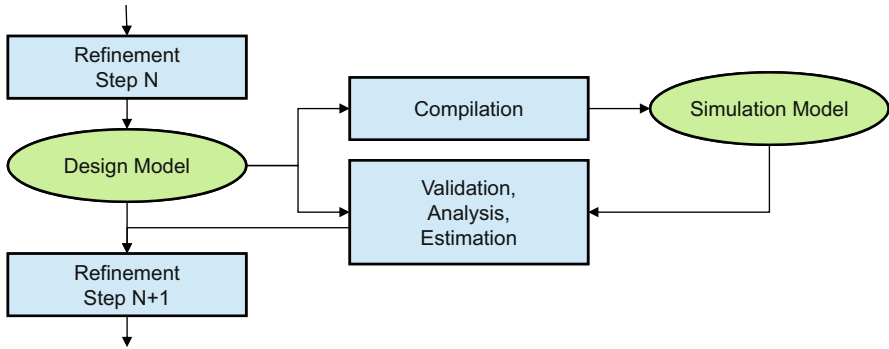 Refinement
Step N
Compilation
Simulation Model
Design Model
Validation,
Analysis,
Estimation
Refinement
Step N+1